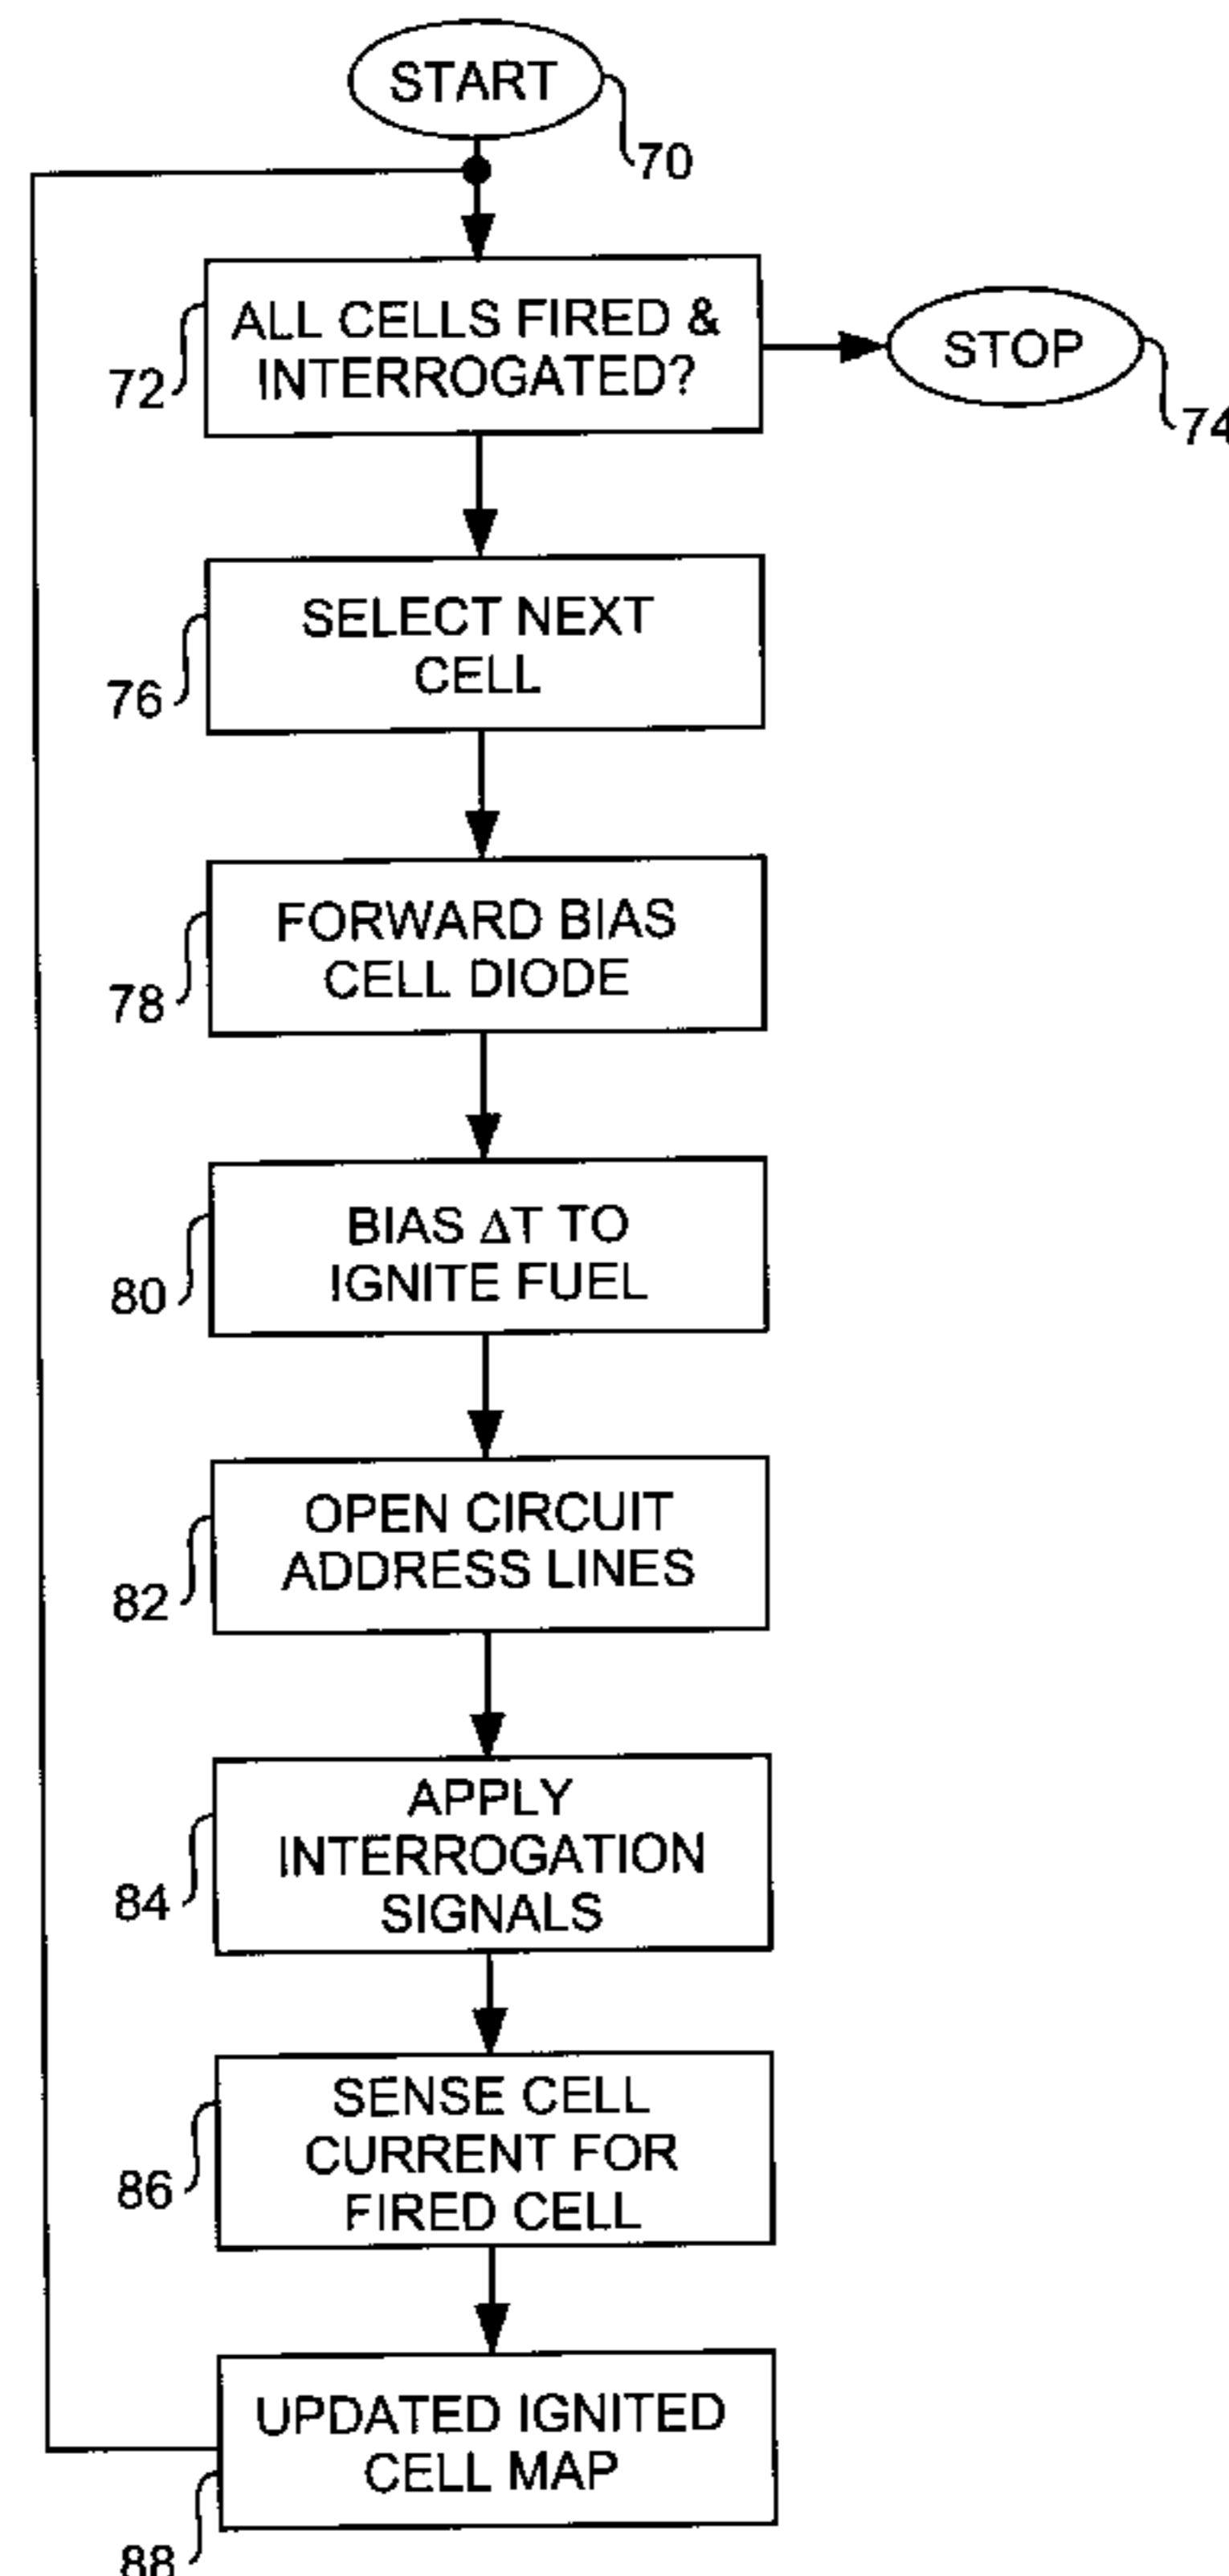 START
70
ALL CELLS FIRED &
INTERROGATED?
72
STOP
74
SELECT NEXT
CELL
76
FORWARD BIAS
CELL DIODE
78
BIAS ΔT TO
IGNITE FUEL
80
OPEN CIRCUIT
ADDRESS LINES
82
APPLY
INTERROGATION
SIGNALS
84
SENSE CELL
CURRENT FOR
FIRED CELL
86
UPDATED IGNITED
CELL MAP
88